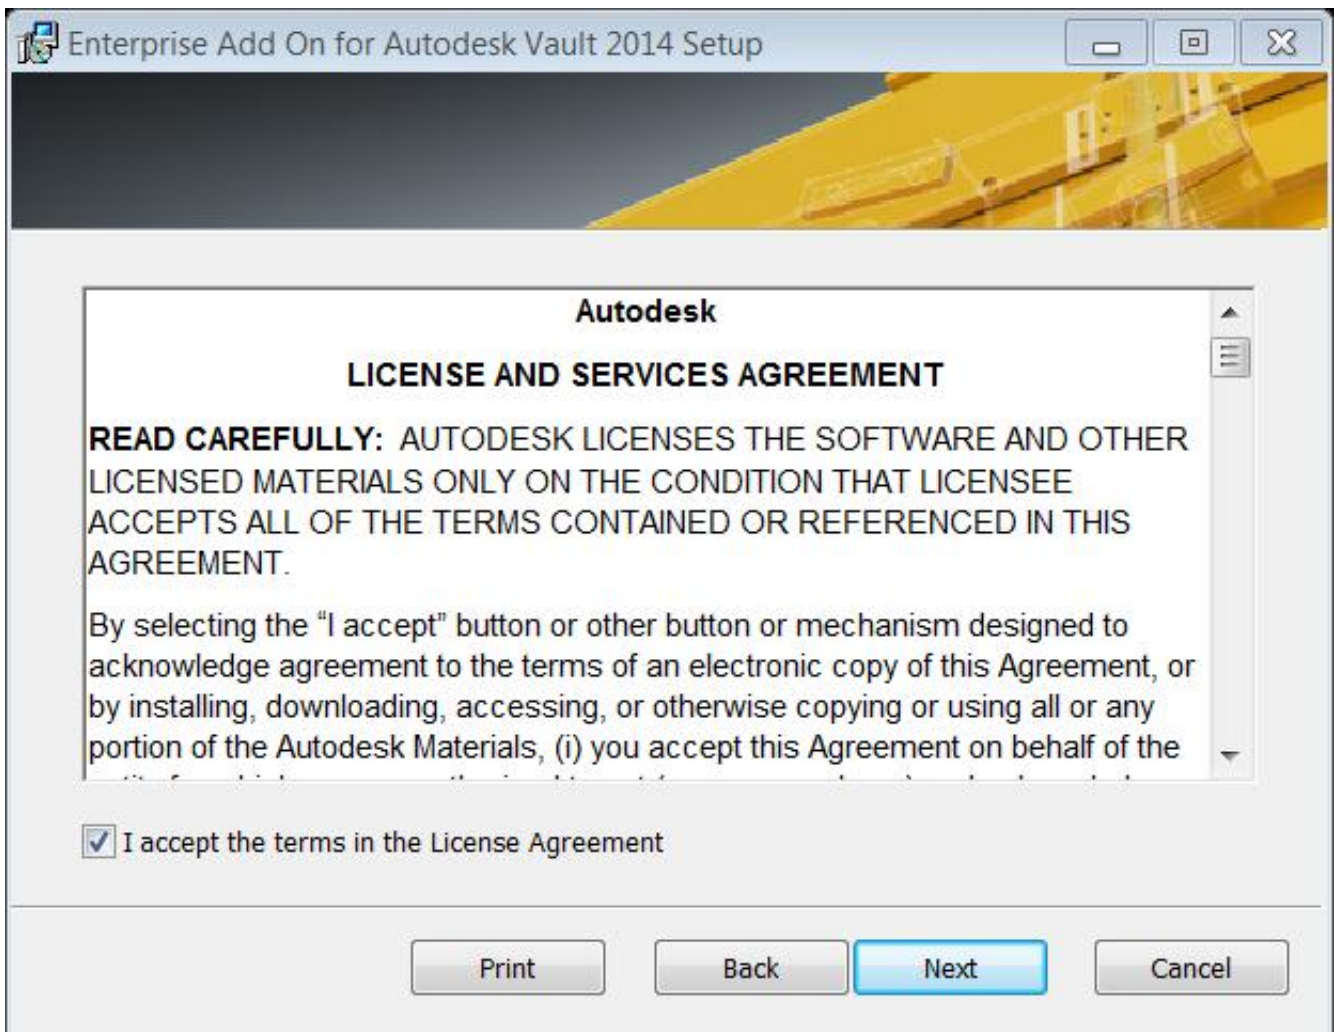 Enterprise Add On for Autodesk Vault 2014 Setup
Autodesk
LICENSE AND SERVICES AGREEMENT
READ CAREFULLY: AUTODESK LICENSES THE SOFTWARE AND OTHER
LICENSED MATERIALS ONLY ON THE CONDITION THAT LICENSEE
ACCEPTS ALL OF THE TERMS CONTAINED OR REFERENCED IN THIS
AGREEMENT.
By selecting the “I accept” button or other button or mechanism designed to
acknowledge agreement to the terms of an electronic copy of this Agreement, or
by installing, downloading, accessing, or otherwise copying or using all or any
portion of the Autodesk Materials, (i) you accept this Agreement on behalf of the
I accept the terms in the License Agreement
Print Back Next Cancel